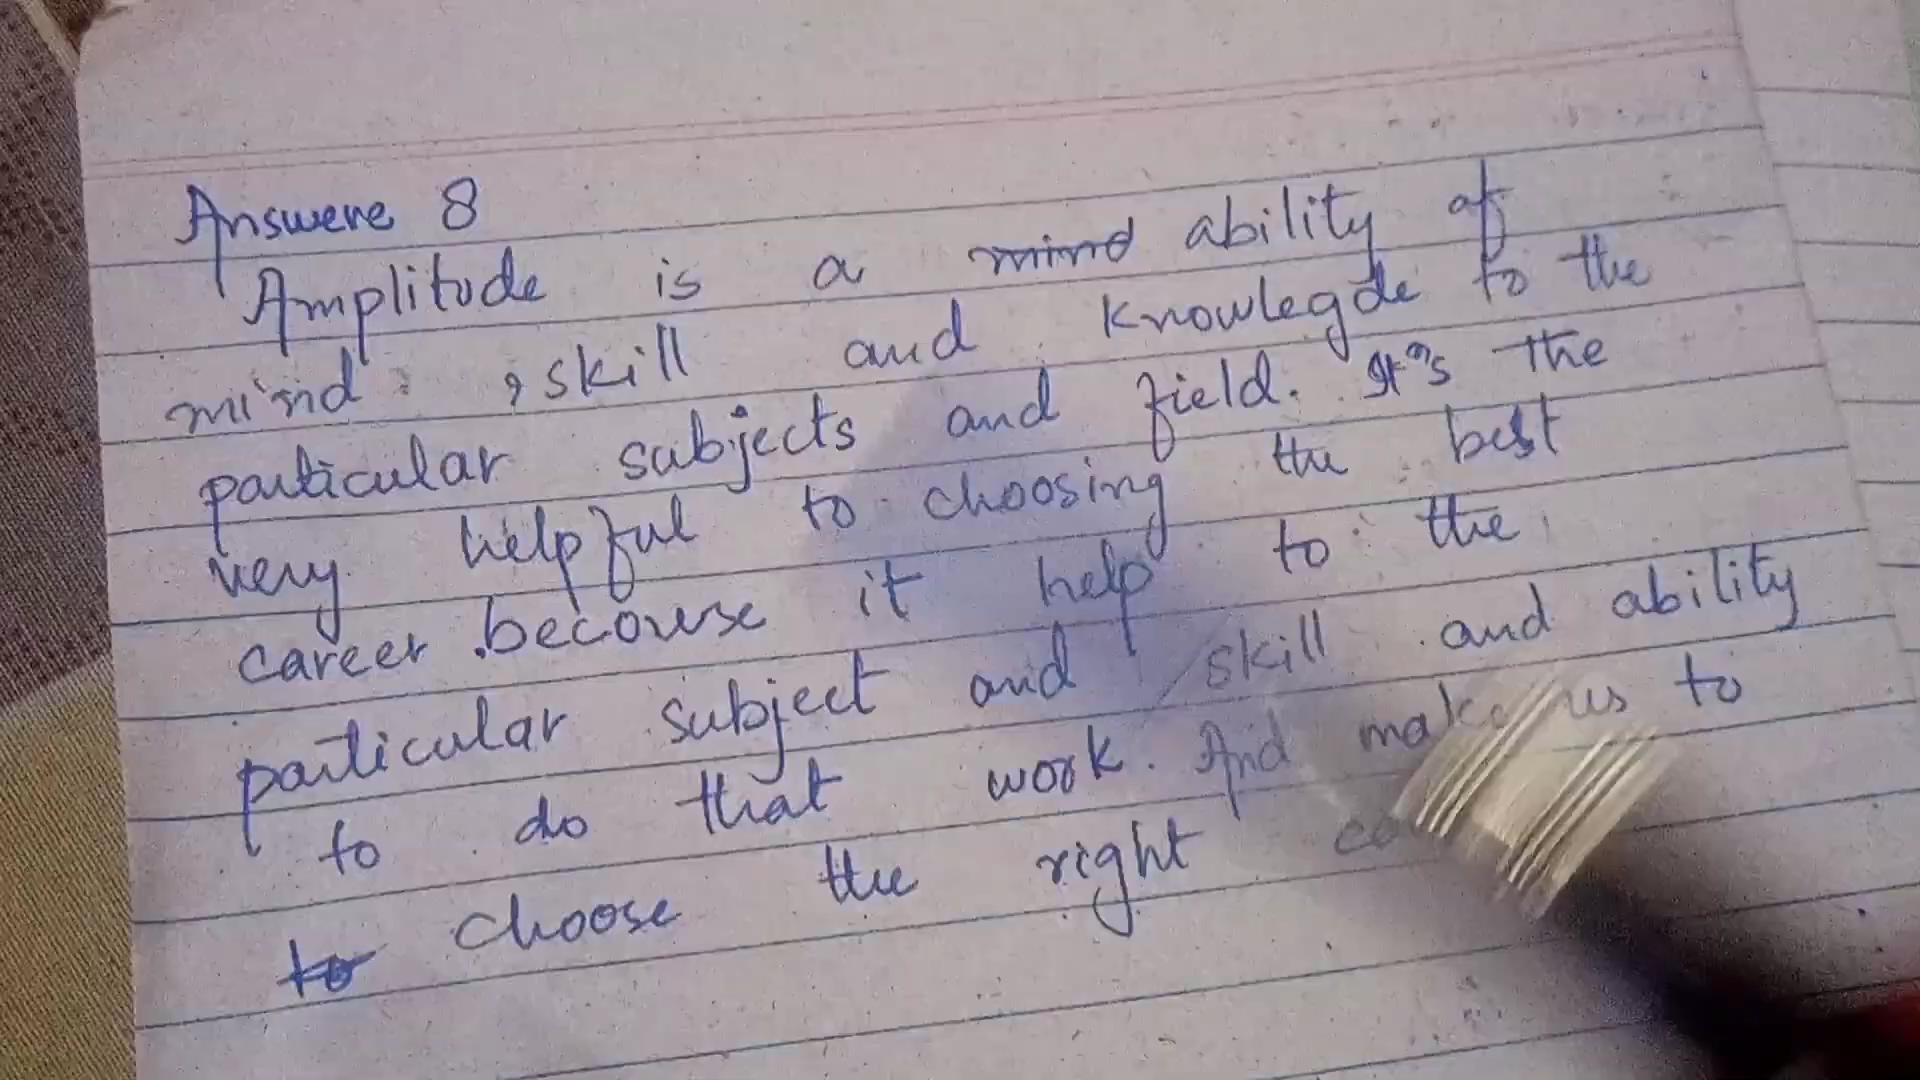 Answere 8
Amplitude is a mind ability of
mind , skill and knowlegde to the
particular subjects and field. It's the
very helpful to choosing the best
career . becouse it help to the
particular subject and skill and ability
to do that work. And make us to
to choose the right